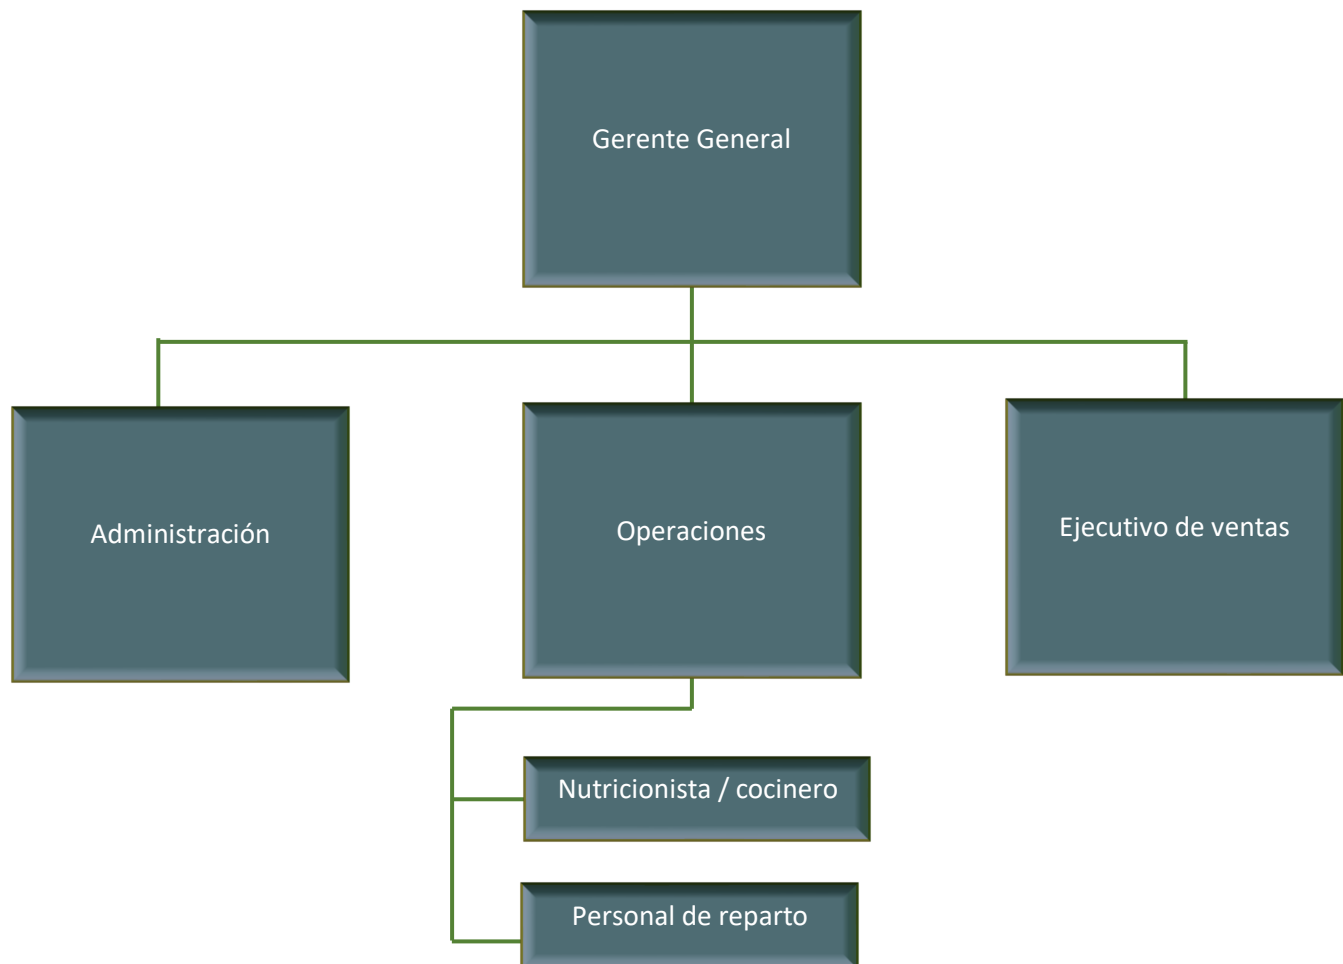 Gerente General
Administración
Operaciones
Ejecutivo de ventas
Nutricionista / cocinero
Personal de reparto